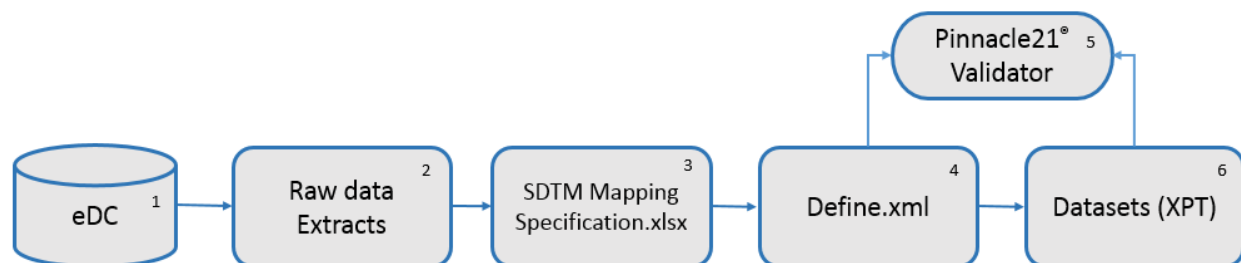 Pinnacle21® 5
Validator
eDC 1
Raw data 2
Extracts
SDTM Mapping 3
Specification.xlsx
Define.xml 4
Datasets (XPT) 6